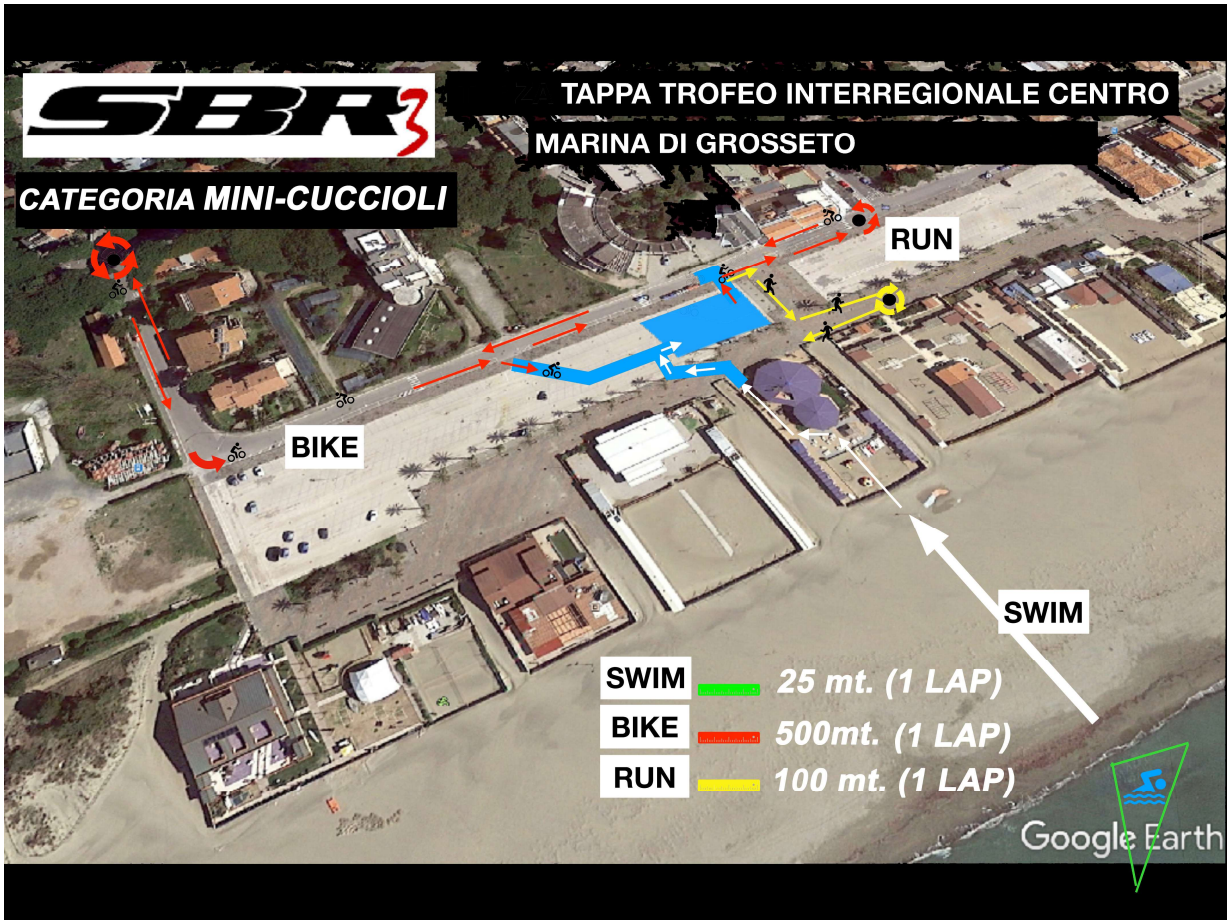 SBR3
TAPPA TROFEO INTERREGIONALE CENTRO
MARINA DI GROSSETO
CATEGORIA MINI-CUCCIOLI
RUN
BIKE
SWIM
SWIM 25 mt. (1 LAP)
BIKE 500mt. (1 LAP)
RUN 100 mt. (1 LAP)
Google Earth